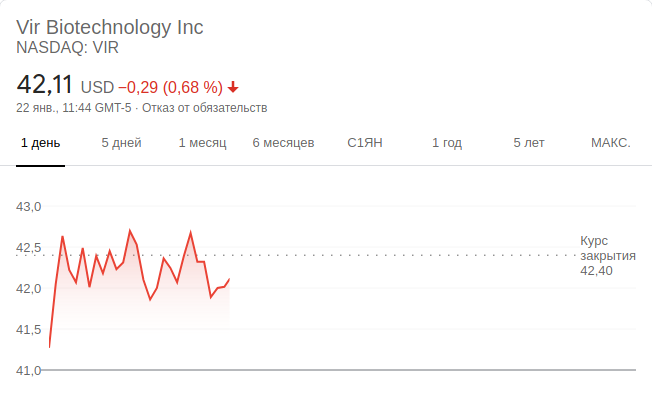 Vir Biotechnology Inc
NASDAQ: VIR
42,11 USD −0,29 (0,68 %)
22 янв., 11:44 GMT-5 · Отказ от обязательств
1 день 5 дней 1 месяц 6 месяцев С1ЯН 1 год 5 лет МАКС.
43,0
42,5
Курс
закрытия
42,40
42,0
41,5
41,0